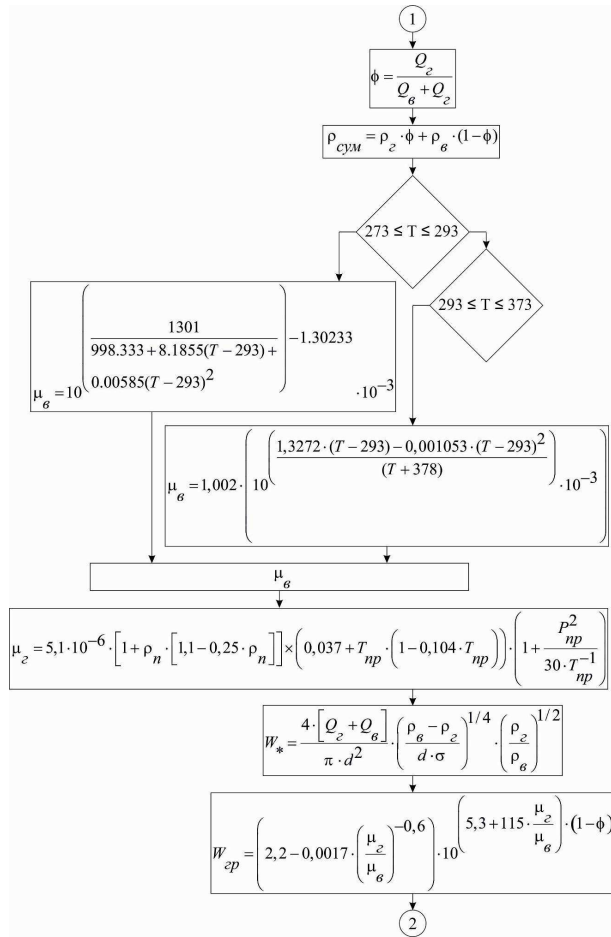 1
ϕ = Q_г / (Q_в + Q_г)
ρ_сум = ρ_г · ϕ + ρ_в · (1 − ϕ)
273 ≤ T ≤ 293
293 ≤ T ≤ 373
μ_в = 10^((1301 / (998.333 + 8.1855(T − 293) + 0.00585(T − 293)^2)) − 1.30233) · 10^−3
μ_в = 1,002 · (10^((1,3272 · (T − 293) − 0,001053 · (T − 293)^2) / (T + 378)) · 10^−3)
μ_в
μ_г = 5,1 · 10^−6 · [1 + ρ_п · [1,1 − 0,25 · ρ_п]] × (0,037 + T_пр · (1 − 0,104 · T_пр)) · (1 + P_пр^2 / (30 · T_пр^−1))
W_* = (4 · [Q_г + Q_в]) / (π · d^2) · ((ρ_в − ρ_г) / (d · σ))^1/4 · (ρ_г / ρ_в)^1/2
W_гр = (2,2 − 0,0017 · (μ_г / μ_в)^−0,6) · 10^(5,3 + 115 · μ_г / μ_в) · (1 − ϕ)
2